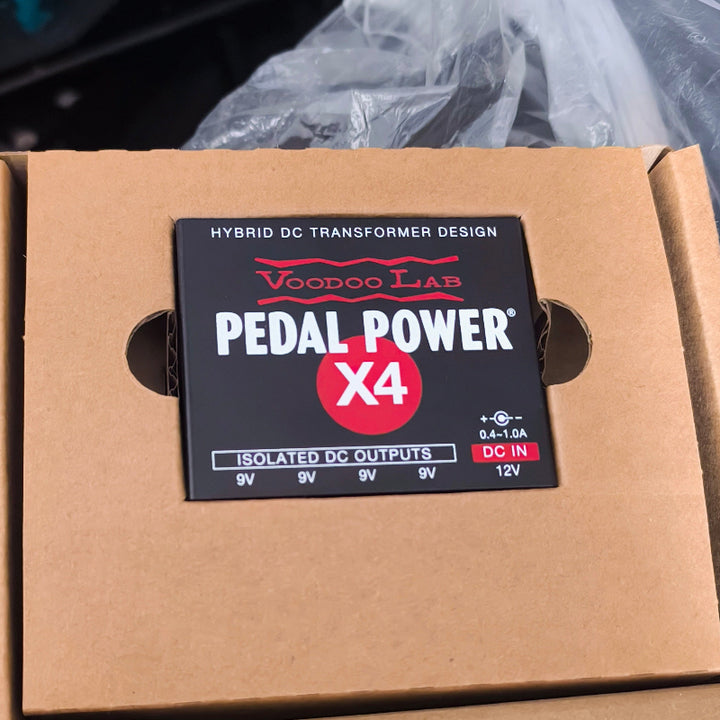 HYBRID DC TRANSFORMER DESIGN
VOODOO LAB
PEDAL POWER®
X4
+ -
0.4~1.0A
ISOLATED DC OUTPUTS
DC IN
9V 9V 9V 9V
12V